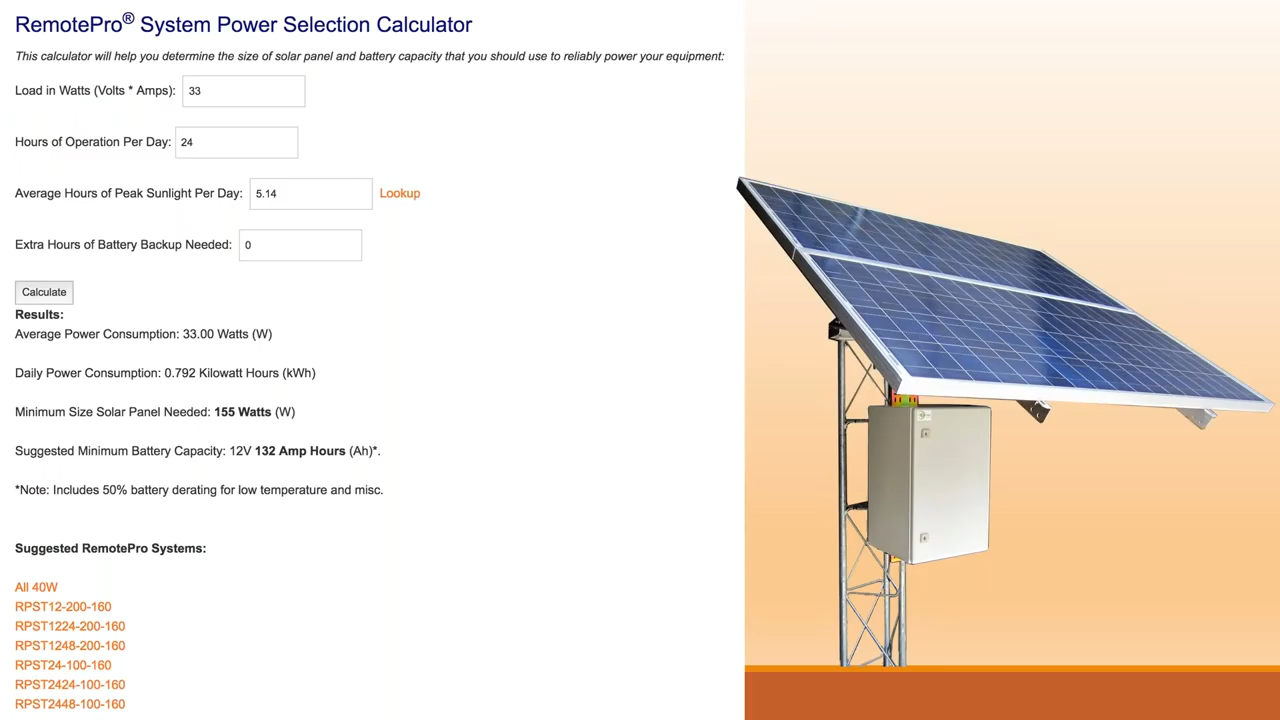 RemotePro® System Power Selection Calculator
This calculator will help you determine the size of solar panel and battery capacity that you should use to reliably power your equipment:
Load in Watts (Volts * Amps): 33
Hours of Operation Per Day: 24
Average Hours of Peak Sunlight Per Day: 5.14 Lookup
Extra Hours of Battery Backup Needed: 0
Calculate
Results:
Average Power Consumption: 33.00 Watts (W)
Daily Power Consumption: 0.792 Kilowatt Hours (kWh)
Minimum Size Solar Panel Needed: 155 Watts (W)
Suggested Minimum Battery Capacity: 12V 132 Amp Hours (Ah)*.
*Note: Includes 50% battery derating for low temperature and misc.
Suggested RemotePro Systems:
All 40W
RPST12-200-160
RPST1224-200-160
RPST1248-200-160
RPST24-100-160
RPST2424-100-160
RPST2448-100-160